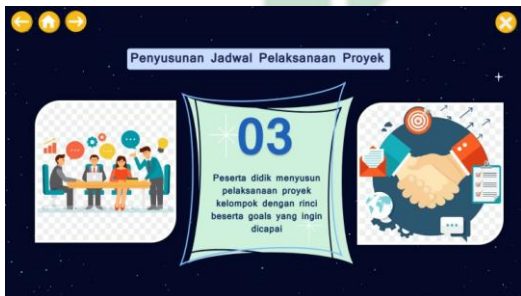 Penyusunan Jadwal Pelaksanaan Proyek
03
Peserta didik menyusun
pelaksanaan proyek
kelompok dengan rinci
beserta goals yang ingin
dicapai